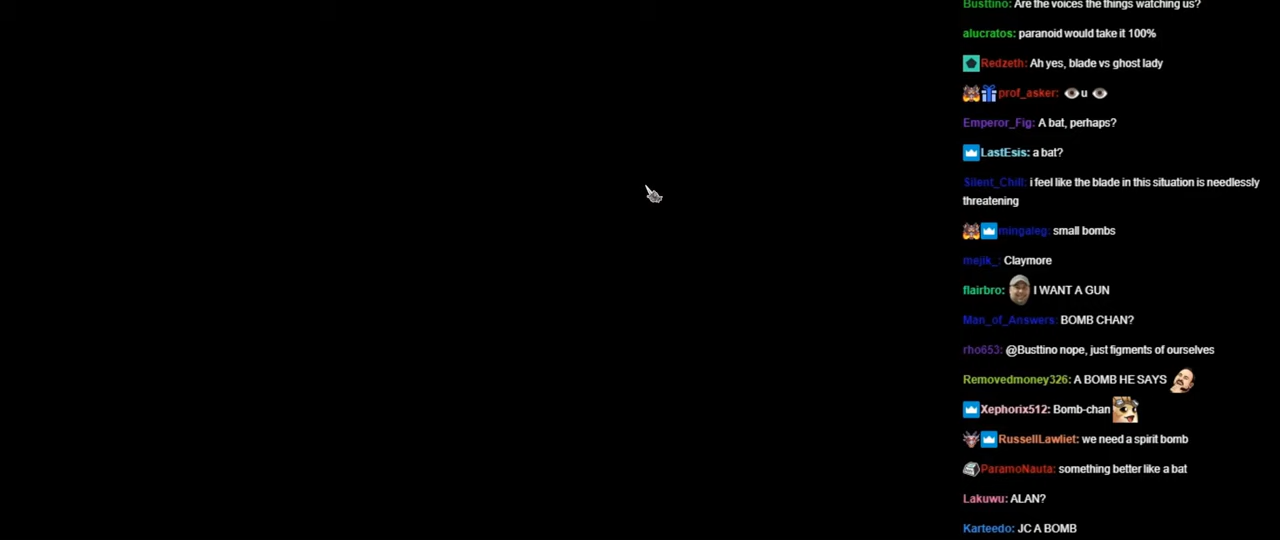 Busttino: Are the voices the things watching us?
alucratos: paranoid would take it 100%
Redzeth: Ah yes, blade vs ghost lady
prof_asker: u
Emperor_Fig: A bat, perhaps?
LastEsis: a bat?
Silent_Chill: i feel like the blade in this situation is needlessly
threatening
mingaleg: small bombs
mejik_: Claymore
flairbro: I WANT A GUN
Man_of_Answers: BOMB CHAN?
rho653: @Busttino nope, just figments of ourselves
Removedmoney326: A BOMB HE SAYS
Xephorix512: Bomb-chan
RussellLawliet: we need a spirit bomb
ParamoNauta: something better like a bat
Lakuwu: ALAN?
Karteedo: JC A BOMB